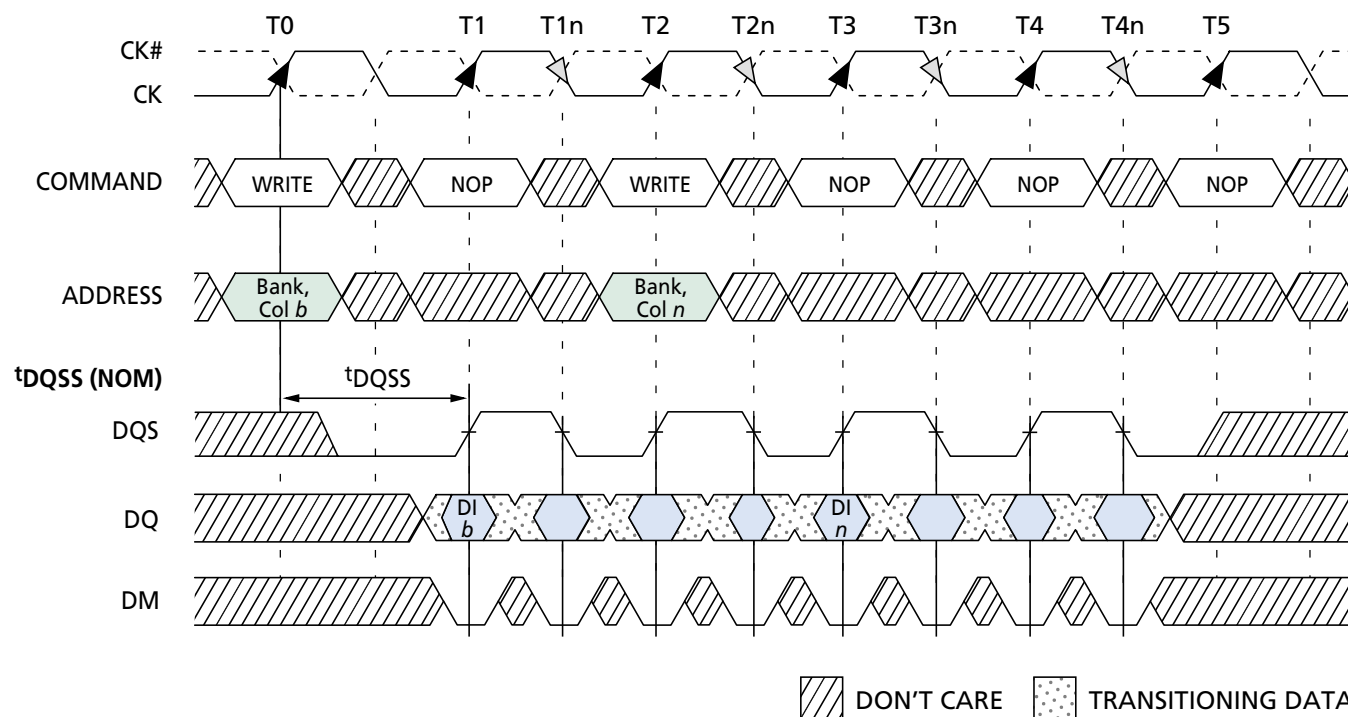 T0 T1 T1n T2 T2n T3 T3n T4 T4n T5
CK#
CK
COMMAND WRITE NOP WRITE NOP NOP NOP
ADDRESS Bank, Col b Bank, Col n
tDQSS (NOM) tDQSS
DQS
DQ DI b DI n
DM
DON'T CARE TRANSITIONING DATA